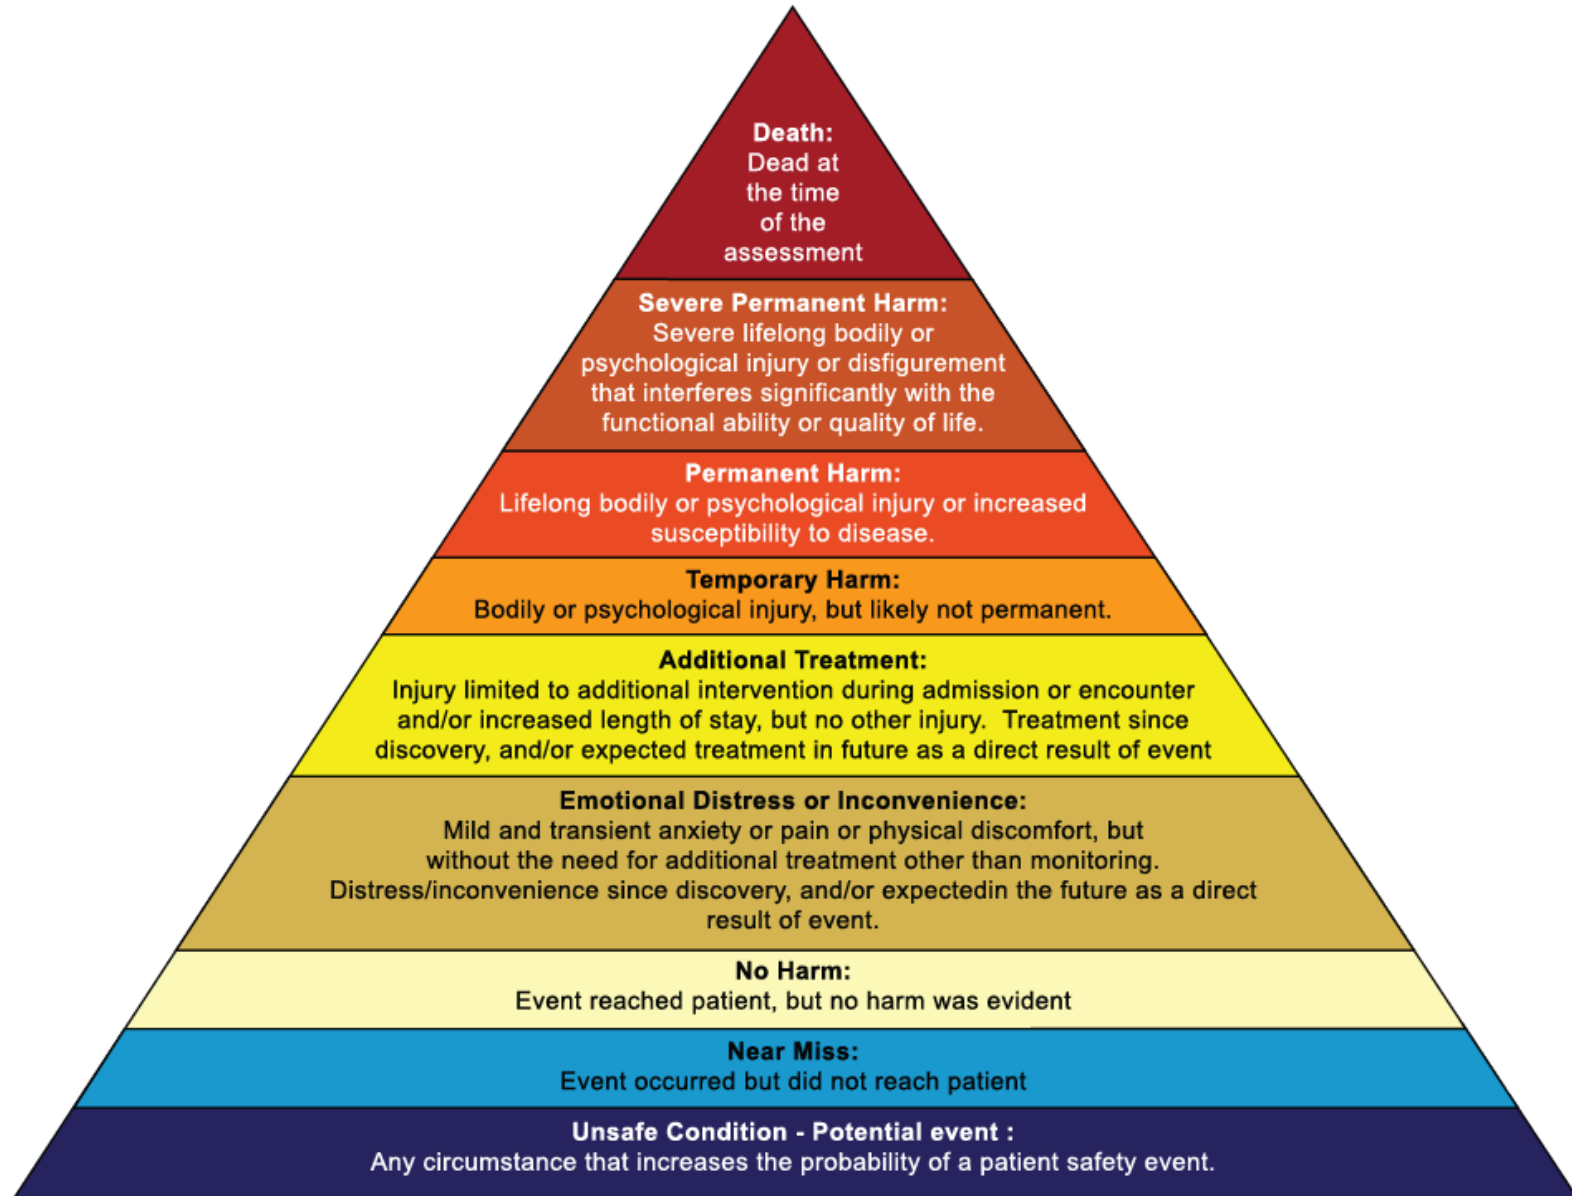 Death:
Dead at
the time
of the
assessment
Severe Permanent Harm:
Severe lifelong bodily or
psychological injury or disfigurement
that interferes significantly with the
functional ability or quality of life.
Permanent Harm:
Lifelong bodily or psychological injury or increased
susceptibility to disease.
Temporary Harm:
Bodily or psychological injury, but likely not permanent.
Additional Treatment:
Injury limited to additional intervention during admission or encounter
and/or increased length of stay, but no other injury.  Treatment since
discovery, and/or expected treatment in future as a direct result of event
Emotional Distress or Inconvenience:
Mild and transient anxiety or pain or physical discomfort, but
without the need for additional treatment other than monitoring.
Distress/inconvenience since discovery, and/or expectedin the future as a direct
result of event.
No Harm:
Event reached patient, but no harm was evident
Near Miss:
Event occurred but did not reach patient
Unsafe Condition - Potential event :
Any circumstance that increases the probability of a patient safety event.